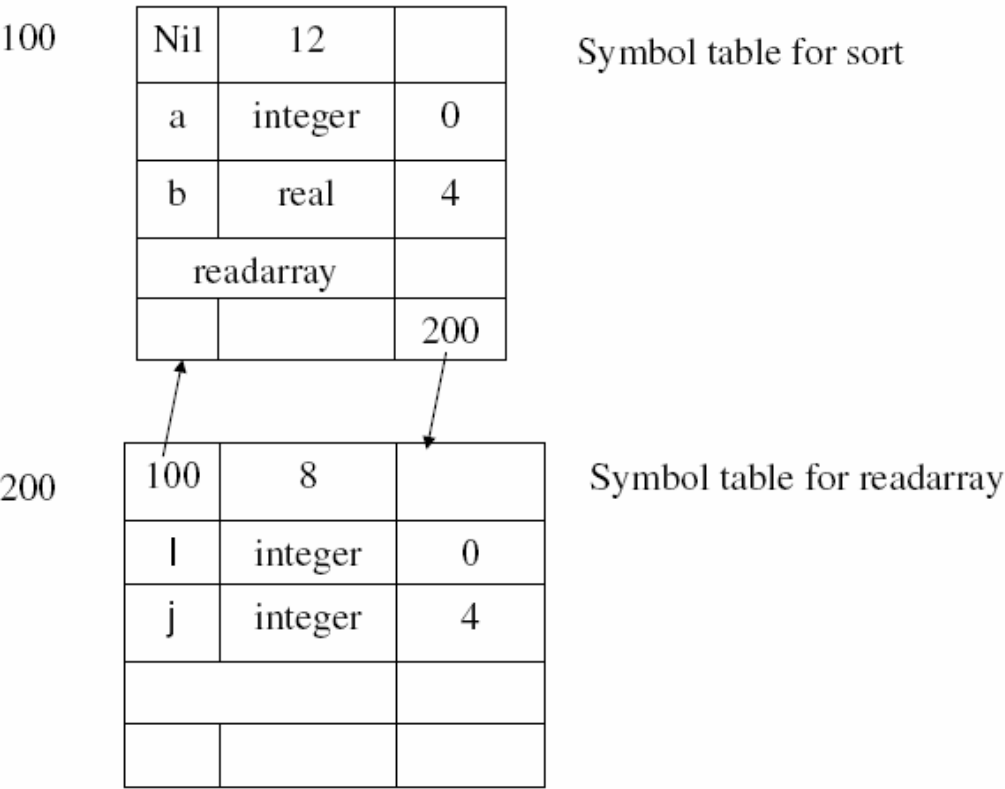 100
Nil 12
Symbol table for sort
a integer 0
b real 4
readarray
200
200
100 8
Symbol table for readarray
l integer 0
j integer 4